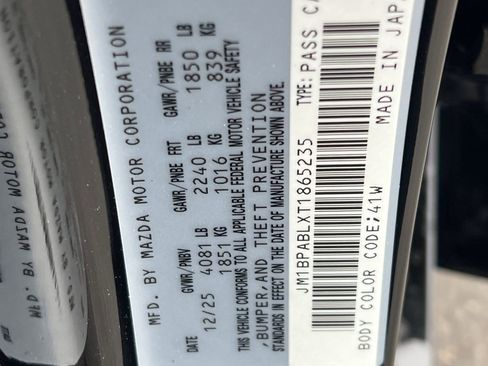 MFD. BY MAZDA MOTOR CORPORATION
DATE GVWR/PNBV GAWR/PNBE FRT GAWR/PNBE RR
12/25 4081 LB 2240 LB 1850 LB
1851 KG 1016 KG 839 KG
THIS VEHICLE CONFORMS TO ALL APPLICABLE FEDERAL MOTOR VEHICLE SAFETY
,BUMPER,AND THEFT PREVENTION
STANDARDS IN EFFECT ON THE DATE OF MANUFACTURE SHOWN ABOVE.
JM1BPABLXT1865235 TYPE: PASS CA
BODY COLOR CODE:41W MADE IN JAP